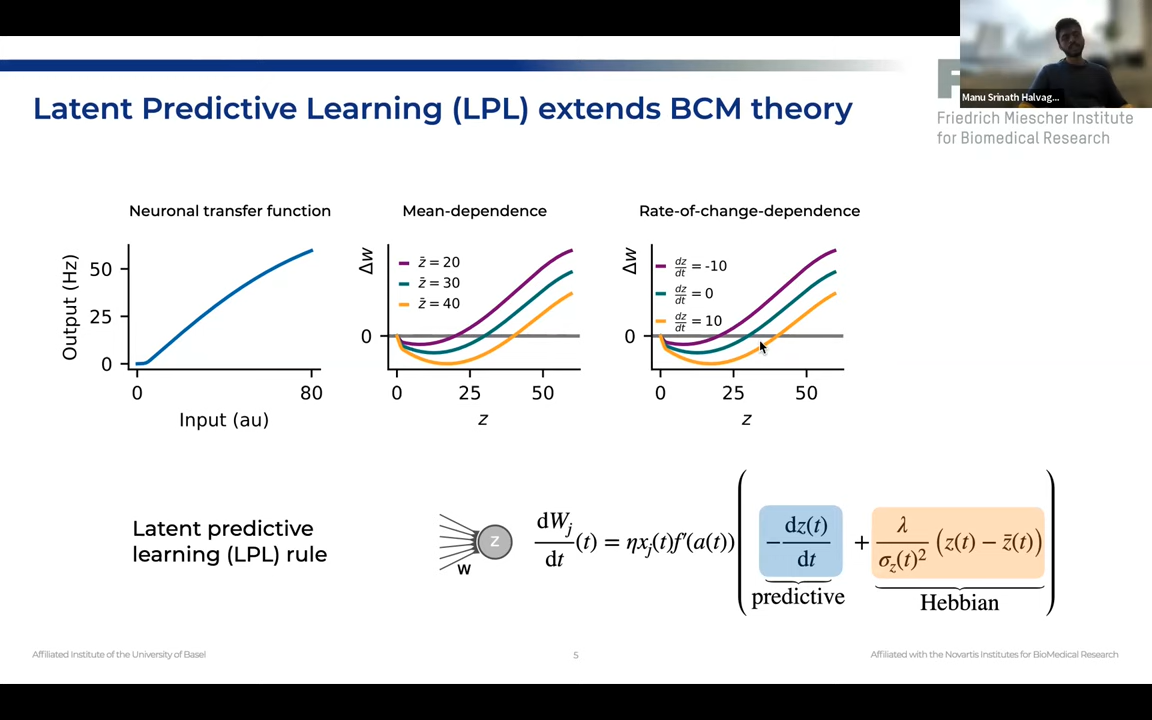 Manu Srinath Halvag...
Latent Predictive Learning (LPL) extends BCM theory
F
Friedrich Miescher Institute
for Biomedical Research
Neuronal transfer function
Output (Hz)
50
25
0
0
80
Input (au)
Mean-dependence
Δw
z̄ = 20
z̄ = 30
z̄ = 40
0
0
25
50
z
Rate-of-change-dependence
Δw
dz/dt = -10
dz/dt = 0
dz/dt = 10
0
0
25
50
z
Latent predictive
learning (LPL) rule
z
w
dWⱼ/dt (t) = ηxⱼ(t)f′(a(t)) ( − dz(t)/dt + λ/σ_z(t)² (z(t) − z̄(t)) )
predictive
Hebbian
Affiliated Institute of the University of Basel
5
Affiliated with the Novartis Institutes for BioMedical Research